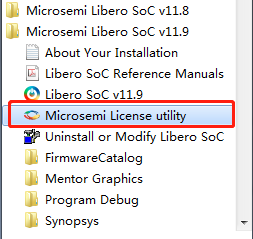 Microsemi Libero SoC v11.8
Microsemi Libero SoC v11.9
About Your Installation
Libero SoC Reference Manuals
Libero SoC v11.9
Microsemi License utility
Uninstall or Modify Libero SoC
FirmwareCatalog
Mentor Graphics
Program Debug
Synopsys